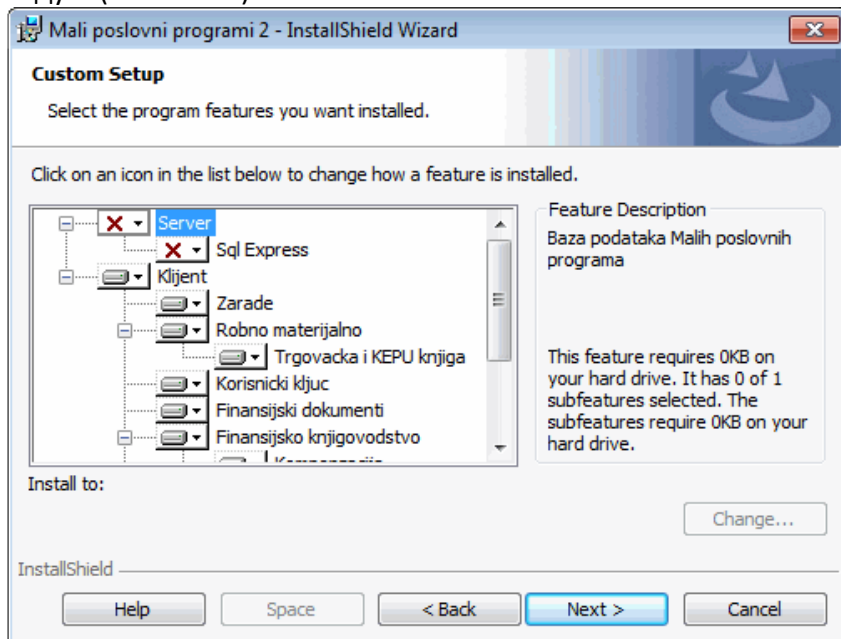 Mali poslovni programi 2 - InstallShield Wizard
Custom Setup
Select the program features you want installed.
Click on an icon in the list below to change how a feature is installed.
Server
Sql Express
Klijent
Zarade
Robno materijalno
Trgovacka i KEPU knjiga
Korisnicki kljuc
Finansijski dokumenti
Finansijsko knjigovodstvo
Feature Description
Baza podataka Malih poslovnih
programa
This feature requires 0KB on
your hard drive. It has 0 of 1
subfeatures selected. The
subfeatures require 0KB on your
hard drive.
Install to:
Change...
InstallShield
Help
Space
< Back
Next >
Cancel